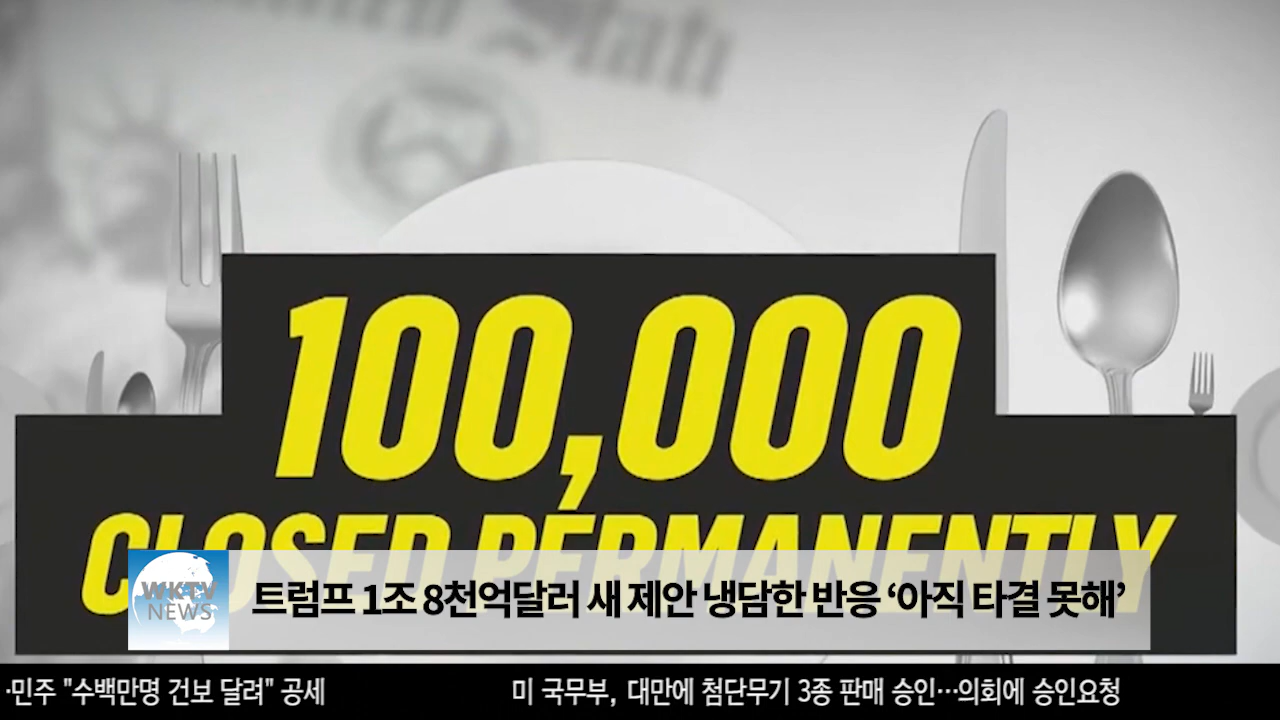 100,000
CLOSED PERMANENTLY
WKTV
NEWS
트럼프 1조 8천억달러 새 제안 냉담한 반응 ‘아직 타결 못해’
·민주 "수백만명 건보 달려" 공세 미 국무부, 대만에 첨단무기 3종 판매 승인…의회에 승인요청